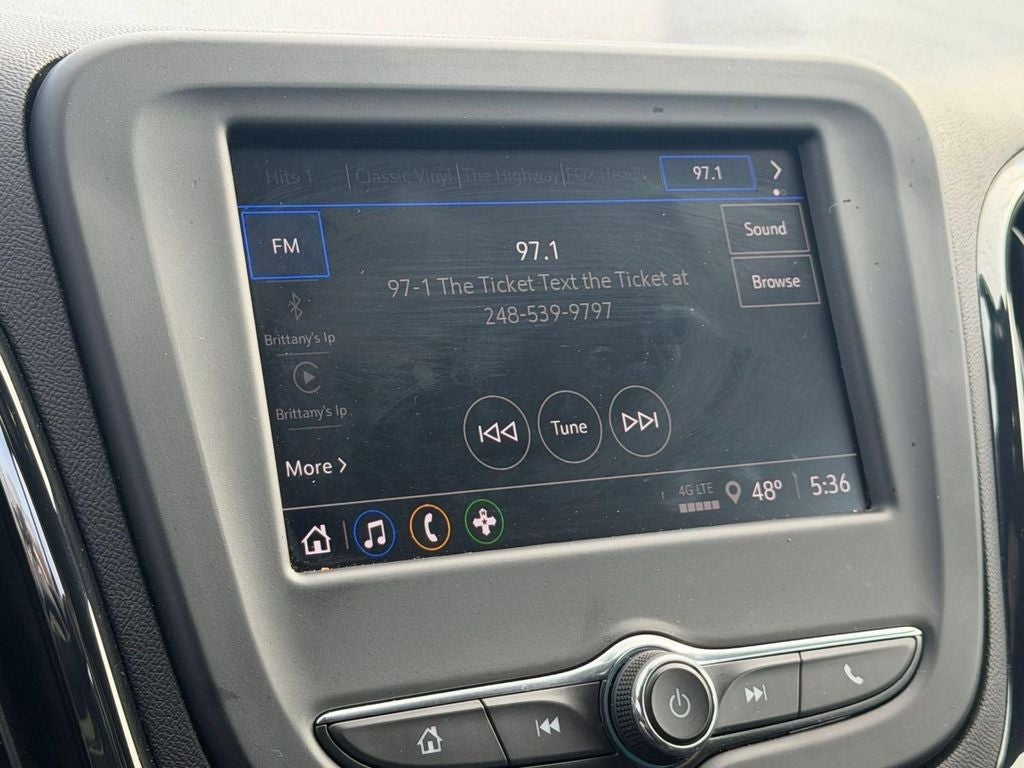 Hits 1 Classic Vinyl The Highway FOX Headl 97.1
FM
97.1
97-1 The Ticket Text the Ticket at
248-539-9797
Sound
Browse
Brittany's Ip
Brittany's Ip
Tune
More
4G LTE 48° 5:36